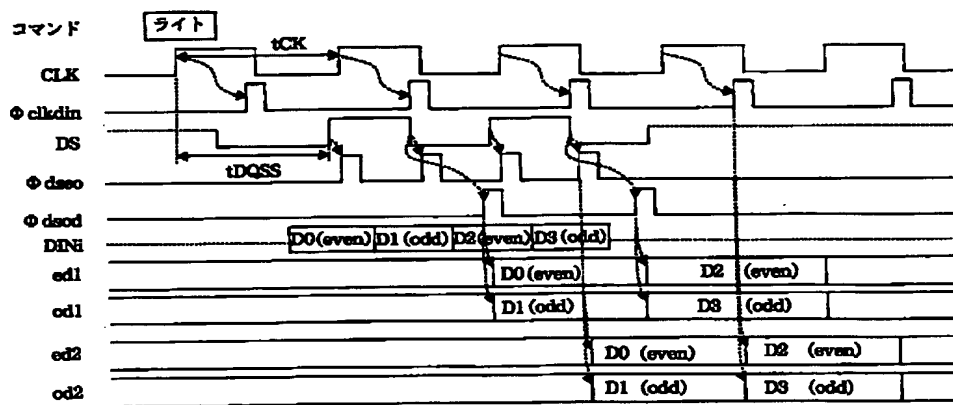 コマンド ライト
tCK
CLK
Φ clkdin
DS
tDQSS
Φ dseo
Φ dsod
DINi D0(even) D1(odd) D2(even) D3(odd)
ed1 D0(even) D2 (even)
od1 D1(odd) D3 (odd)
ed2 D0 (even) D2 (even)
od2 D1 (odd) D3 (odd)